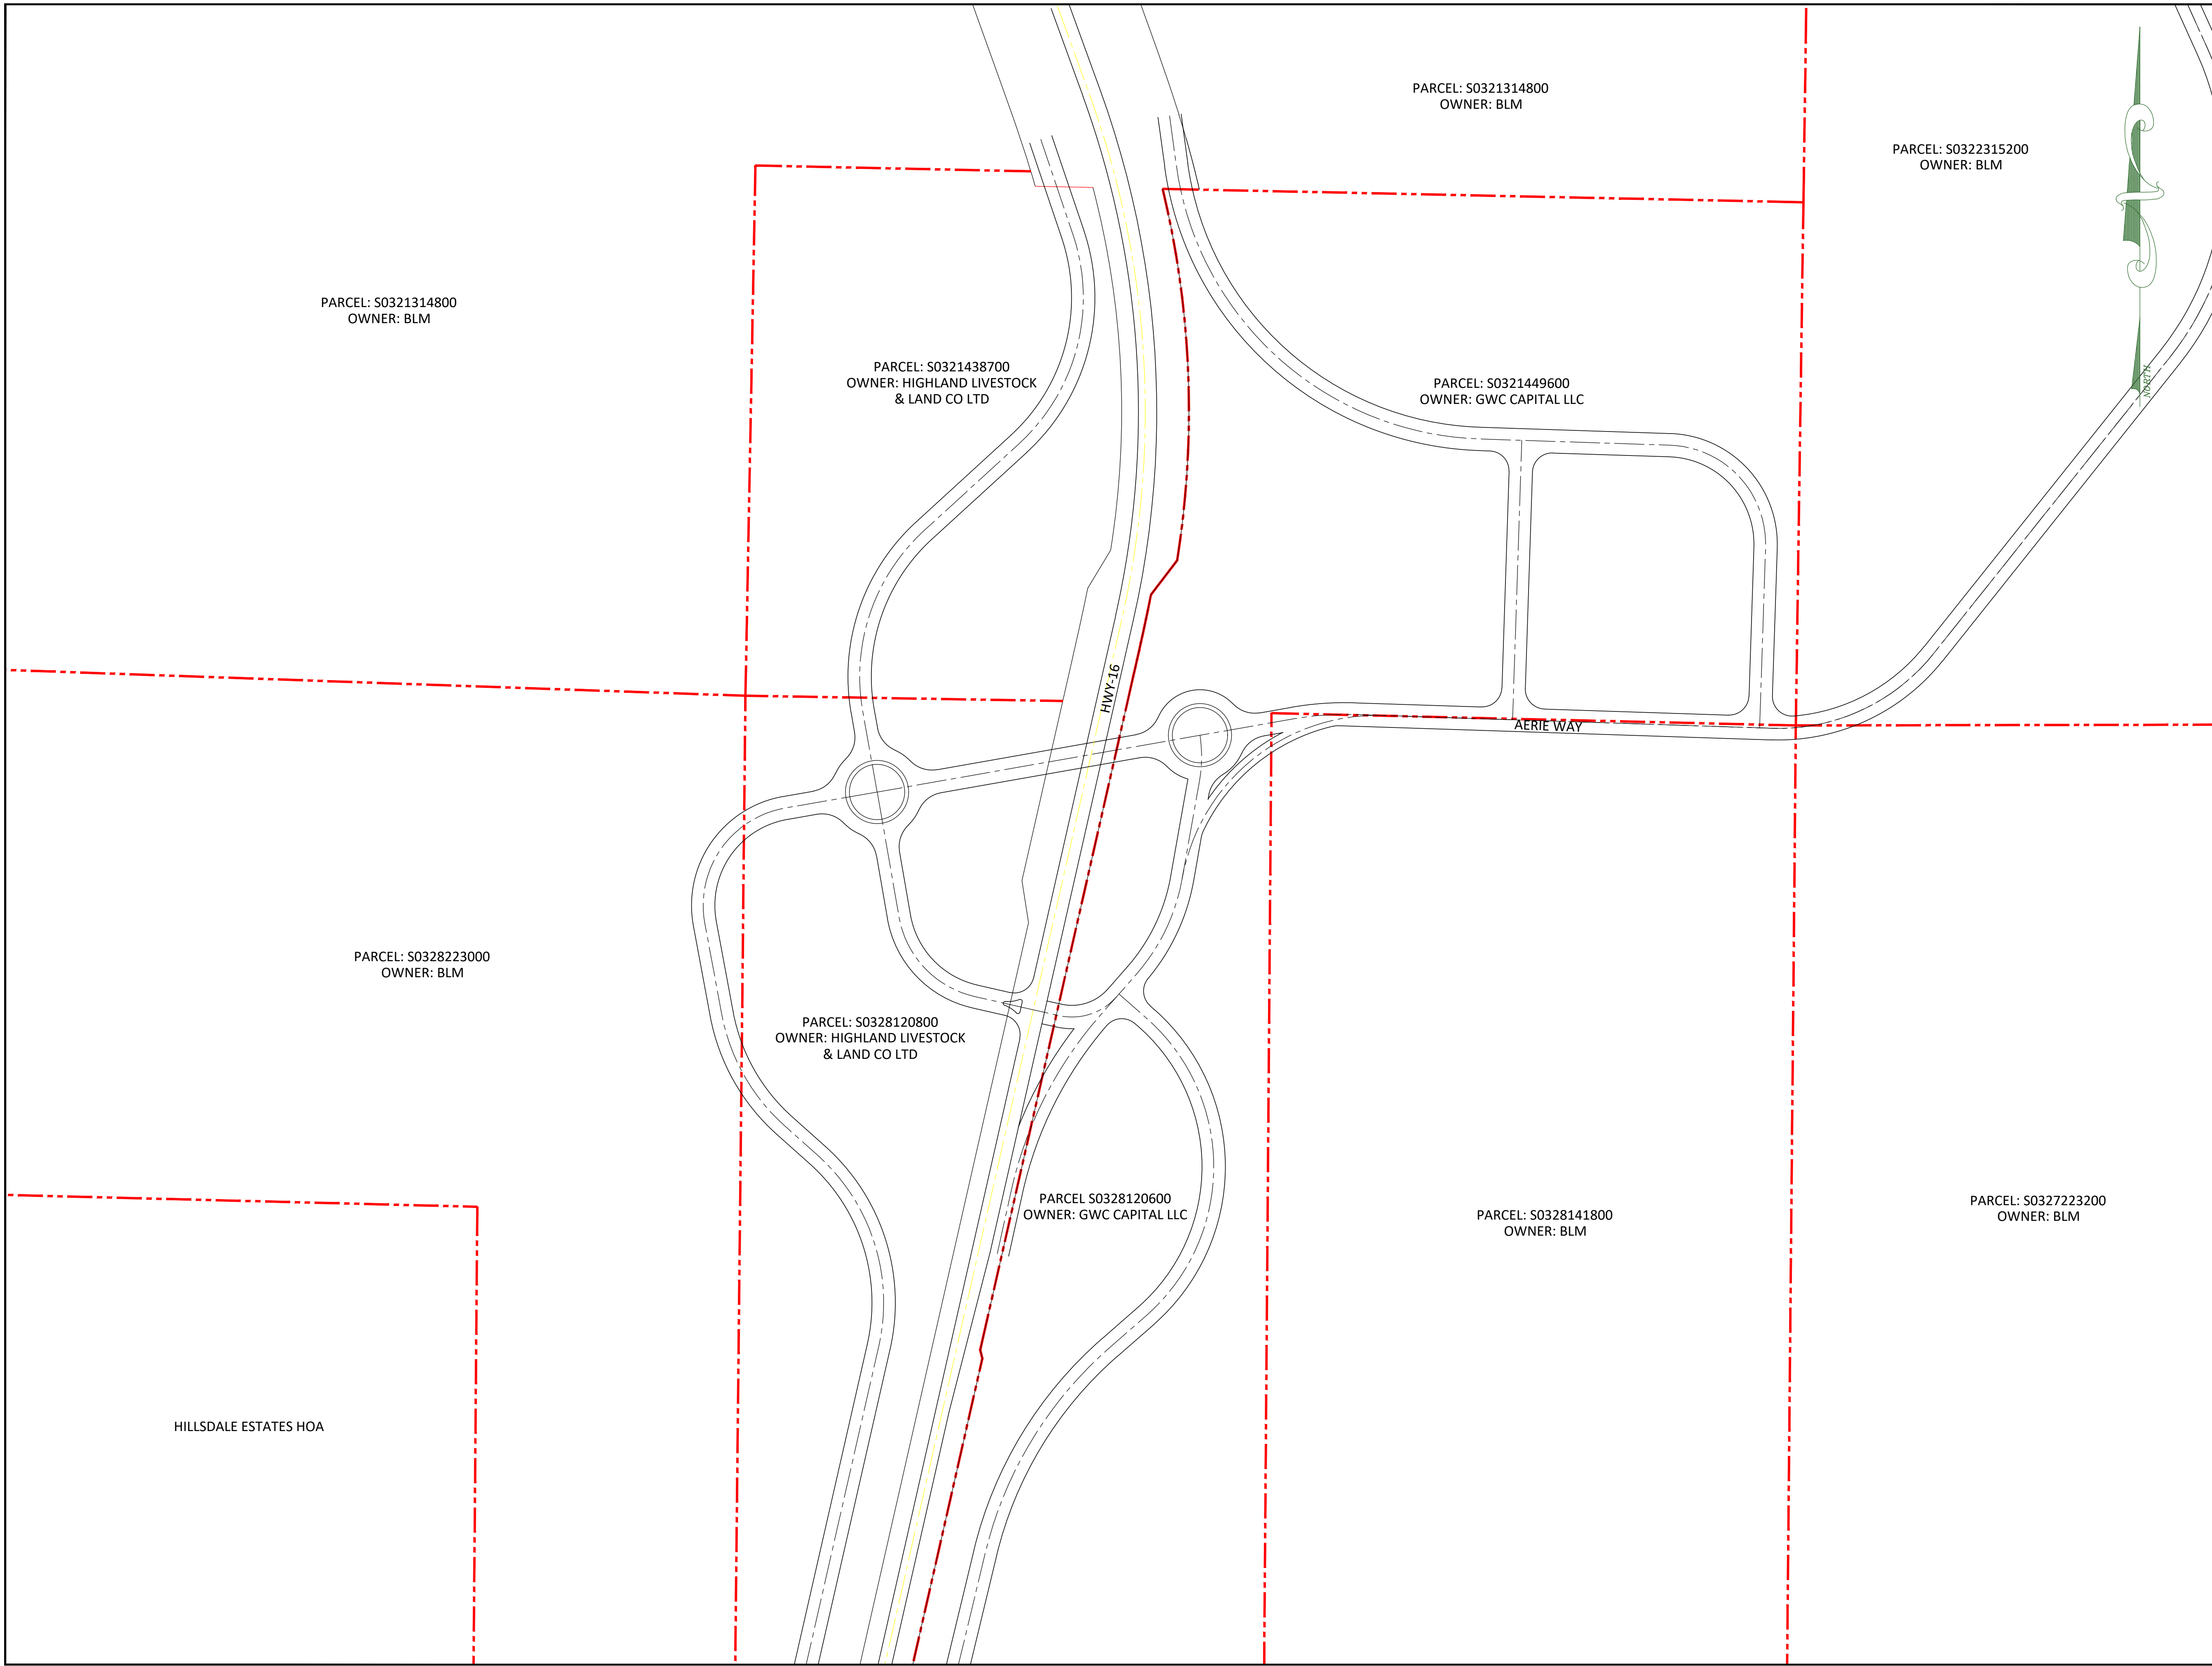 PARCEL: S0321314800
OWNER: BLM
PARCEL: S0322315200
OWNER: BLM
PARCEL: S0321314800
OWNER: BLM
PARCEL: S0321438700
OWNER: HIGHLAND LIVESTOCK
& LAND CO LTD
PARCEL: S0321449600
OWNER: GWC CAPITAL LLC
NORTH
HWY-16
AERIE WAY
PARCEL: S0328223000
OWNER: BLM
PARCEL: S0328120800
OWNER: HIGHLAND LIVESTOCK
& LAND CO LTD
PARCEL S0328120600
OWNER: GWC CAPITAL LLC
PARCEL: S0328141800
OWNER: BLM
PARCEL: S0327223200
OWNER: BLM
HILLSDALE ESTATES HOA